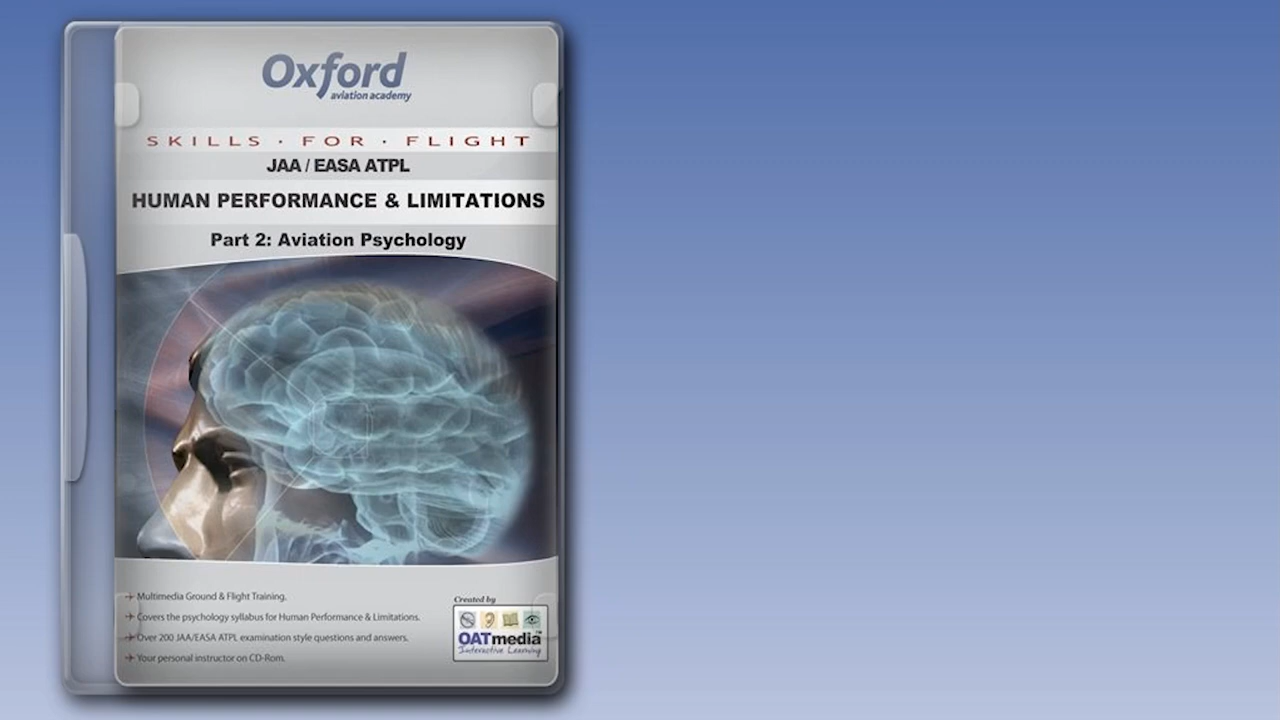 Oxford
aviation academy
SKILLS · FOR · FLIGHT
JAA / EASA ATPL
HUMAN PERFORMANCE & LIMITATIONS
Part 2: Aviation Psychology
Multimedia Ground & Flight Training.
Covers the psychology syllabus for Human Performance & Limitations.
Over 200 JAA/EASA ATPL examination style questions and answers.
Your personal instructor on CD-Rom.
Created by
OATmedia™
Interactive Learning